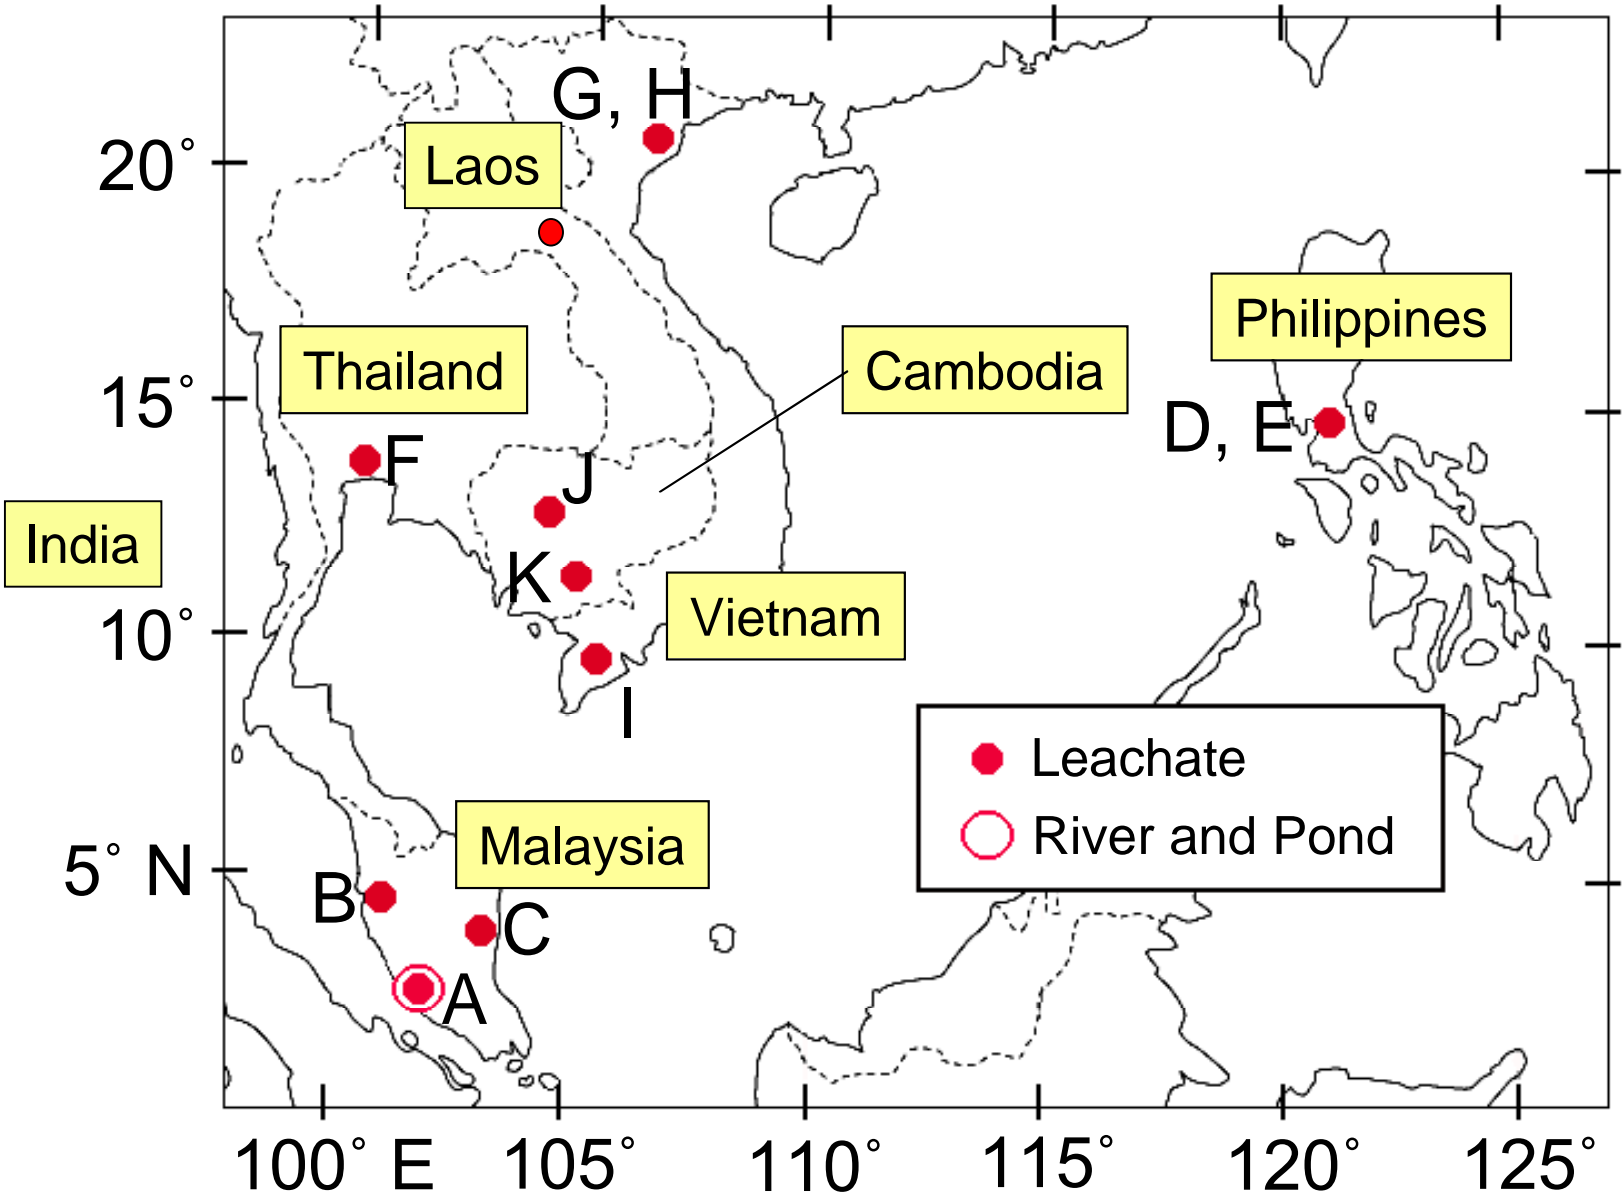 G, H
Laos
20°
Philippines
Thailand
Cambodia
15°
D, E
F
J
India
K
Vietnam
10°
I
Leachate
River and Pond
Malaysia
5° N
B
C
A
100° E
105°
110°
115°
120°
125°